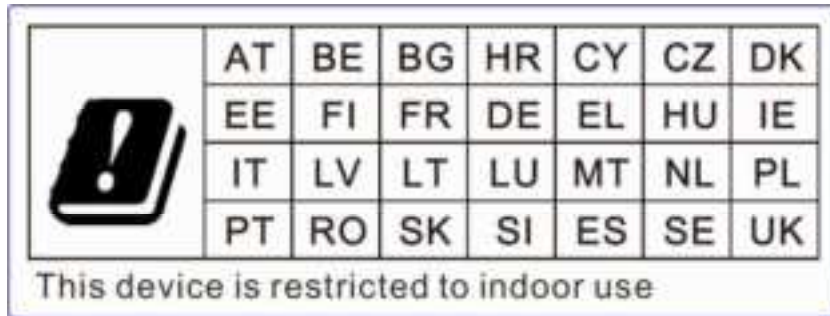 AT BE BG HR CY CZ DK
EE FI FR DE EL HU IE
IT LV LT LU MT NL PL
PT RO SK SI ES SE UK
This device is restricted to indoor use